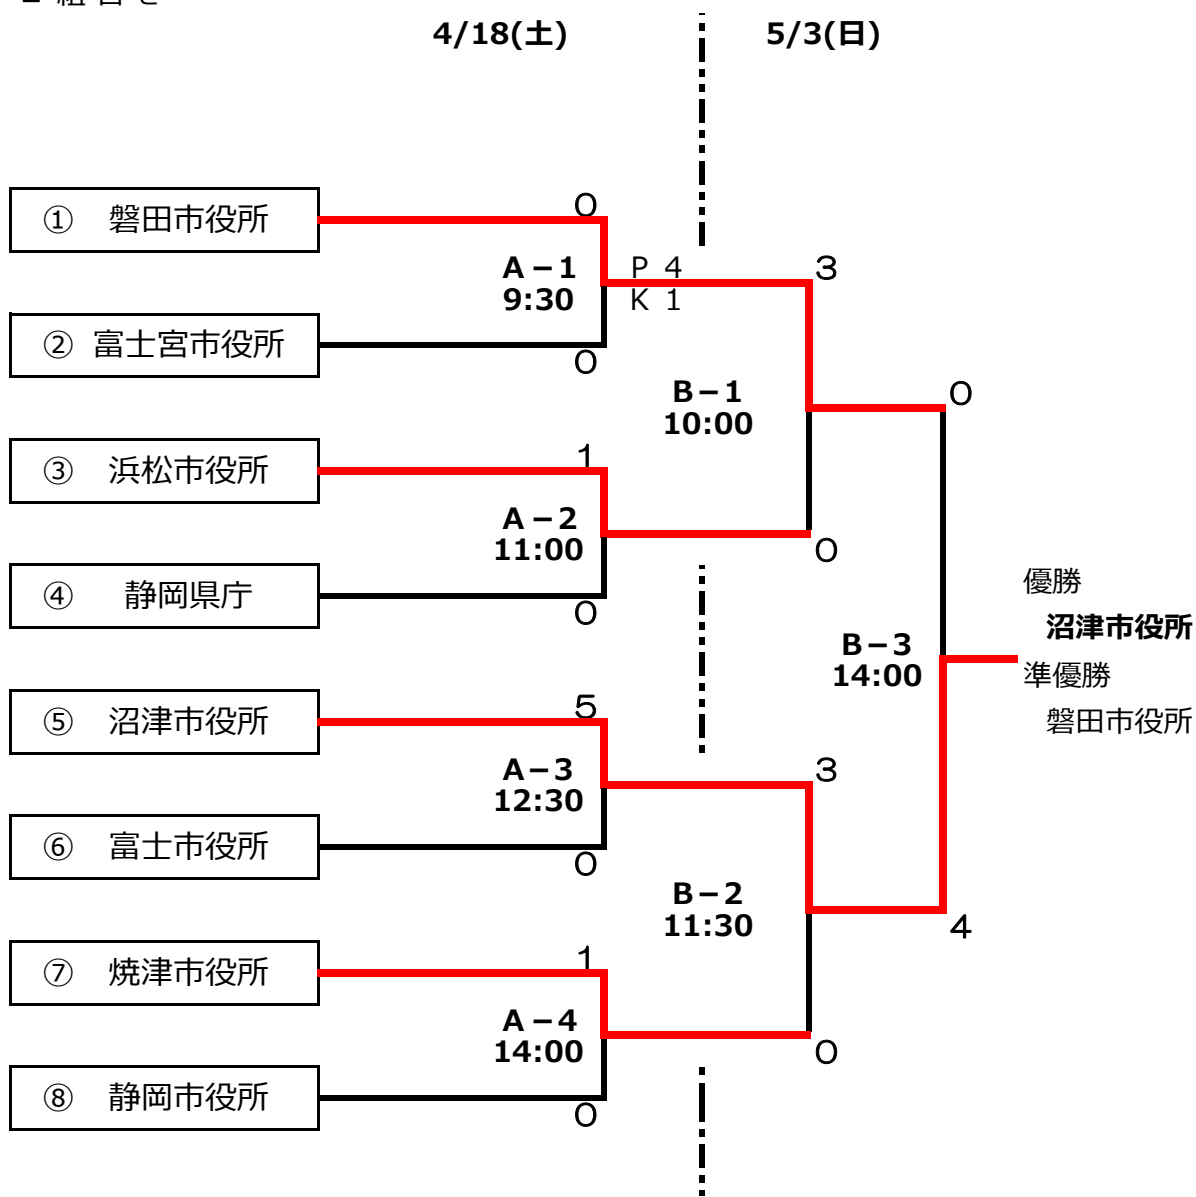 4/18(土) 5/3(日)
① 磐田市役所
0
A－1
9:30
P 4
K 1
3
② 富士宮市役所
0
B－1
10:00
0
③ 浜松市役所
1
A－2
11:00
0
④ 静岡県庁
0
優勝
沼津市役所
B－3
14:00
準優勝
磐田市役所
⑤ 沼津市役所
5
A－3
12:30
3
⑥ 富士市役所
0
B－2
11:30
4
⑦ 焼津市役所
1
A－4
14:00
0
⑧ 静岡市役所
0